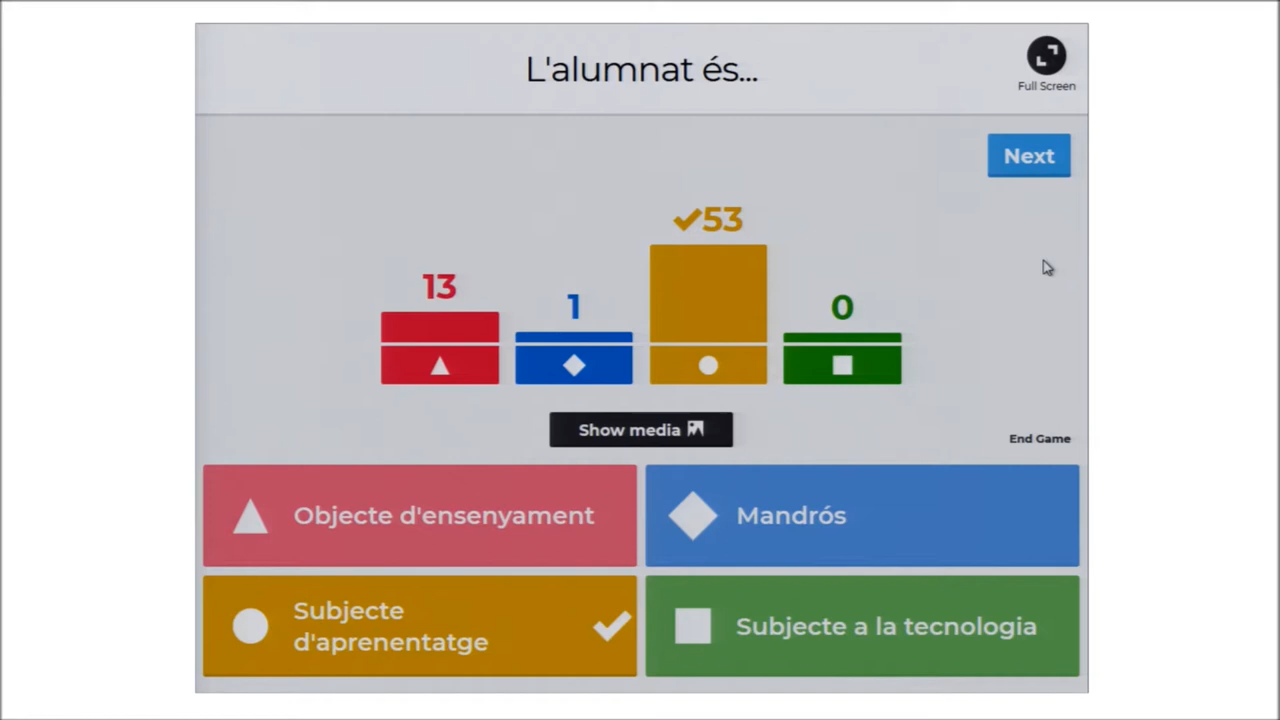 L'alumnat és...
Full Screen
Next
53
13
1
0
Show media
End Game
Objecte d'ensenyament
Mandrós
Subjecte
d'aprenentatge
Subjecte a la tecnologia